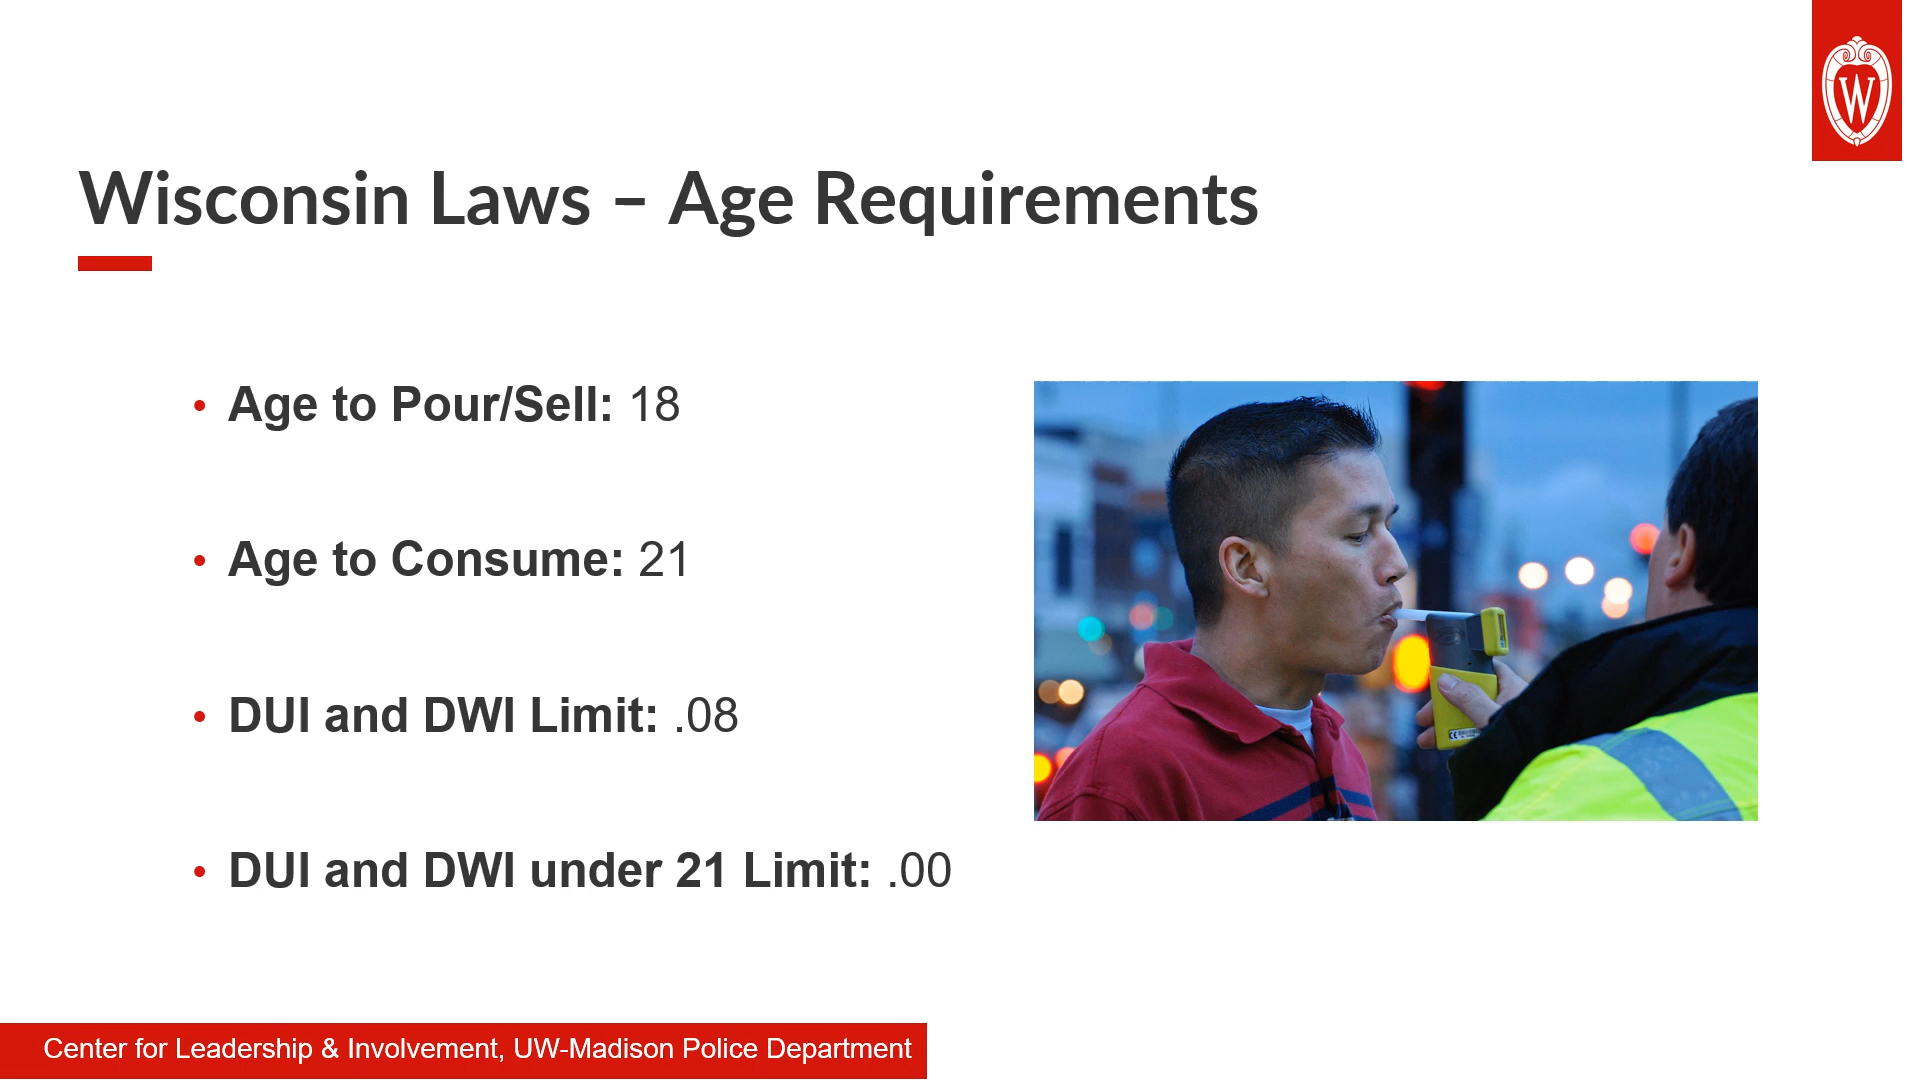 W
Wisconsin Laws – Age Requirements
• Age to Pour/Sell: 18
• Age to Consume: 21
• DUI and DWI Limit: .08
• DUI and DWI under 21 Limit: .00
CE
Center for Leadership & Involvement, UW-Madison Police Department